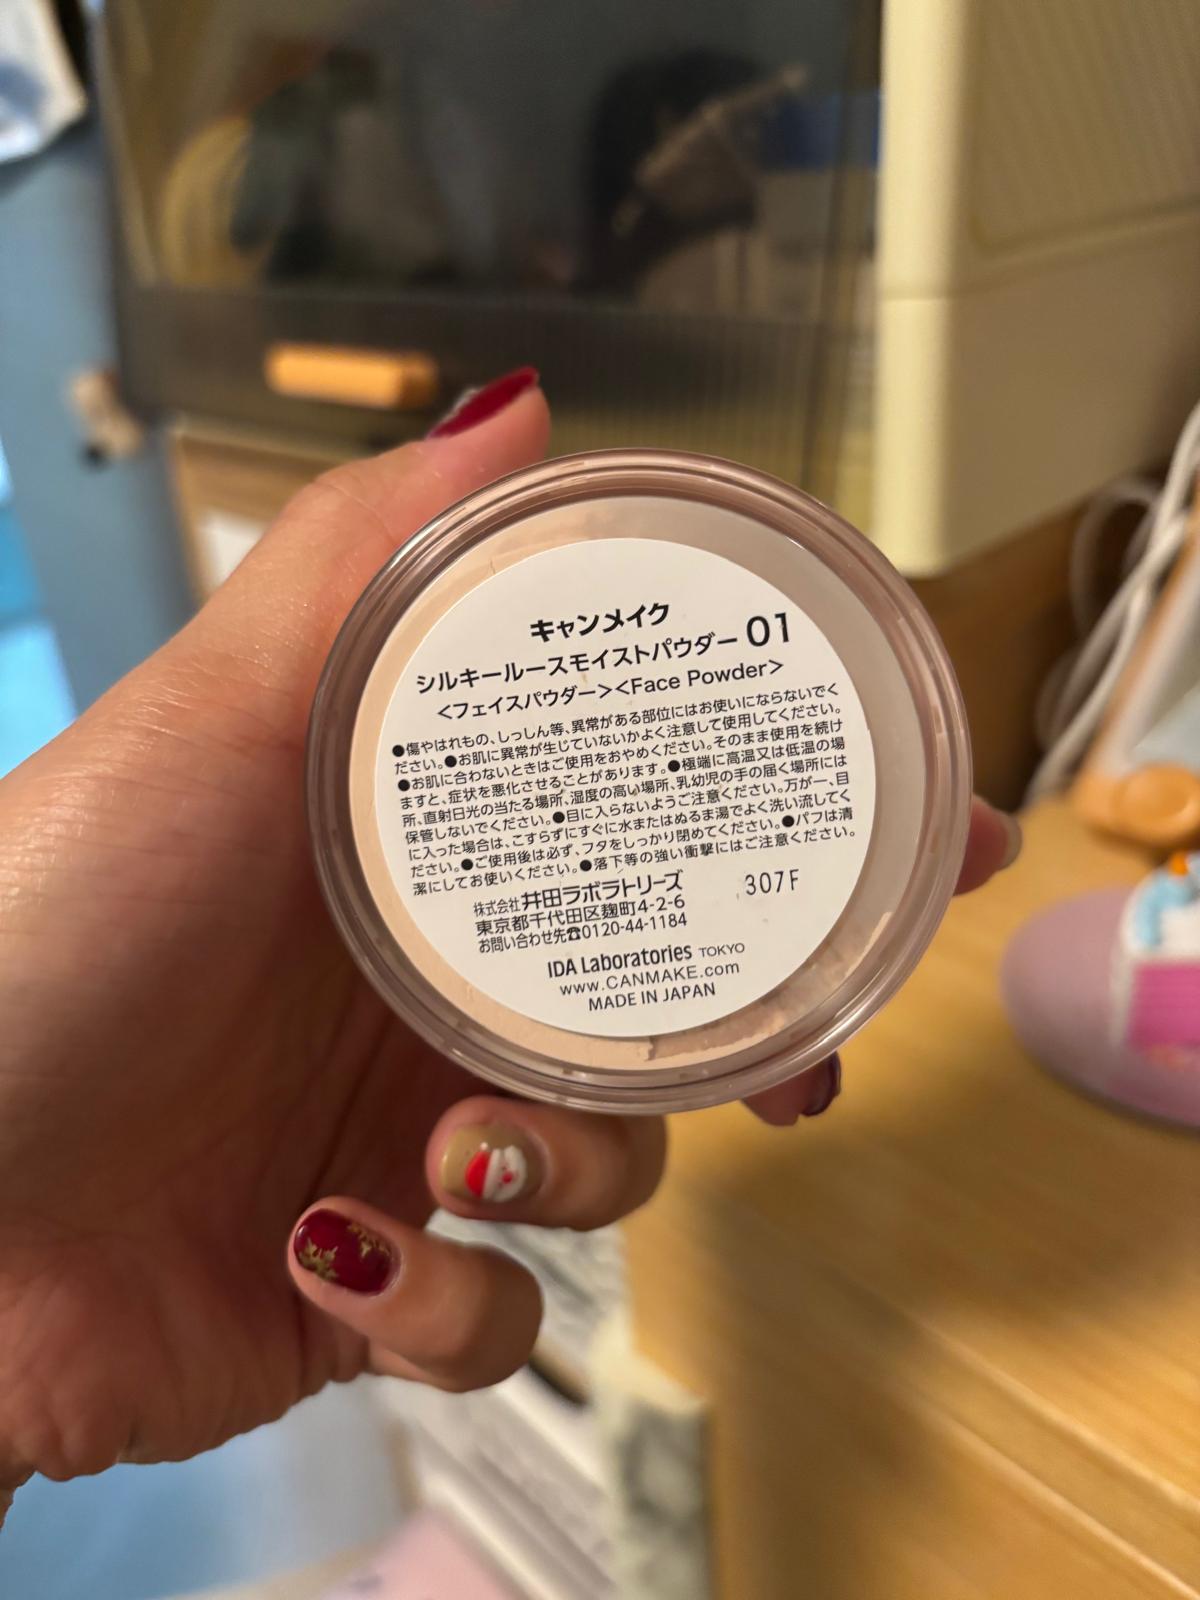 キャンメイク
シルキールースモイストパウダー 01
<フェイスパウダー><Face Powder>
●傷やはれもの、しっしん等、異常がある部位にはお使いにならないでく
ださい。●お肌に異常が生じていないかよく注意して使用してください。
●お肌に合わないときはご使用をおやめください。そのまま使用を続け
ますと、症状を悪化させることがあります。●極端に高温又は低温の場
所、直射日光の当たる場所、湿度の高い場所、乳幼児の手の届く場所には
保管しないでください。●目に入らないようご注意ください。万が一、目
に入った場合は、こすらずにすぐに水またはぬるま湯でよく洗い流してく
ださい。●ご使用後は必ず、フタをしっかり閉めてください。●パフは清
潔にしてお使いください。●落下等の強い衝撃にはご注意ください。
株式会社井田ラボラトリーズ
307F
東京都千代田区麹町4-2-6
お問い合わせ先☎0120-44-1184
IDA Laboratories TOKYO
www.CANMAKE.com
MADE IN JAPAN